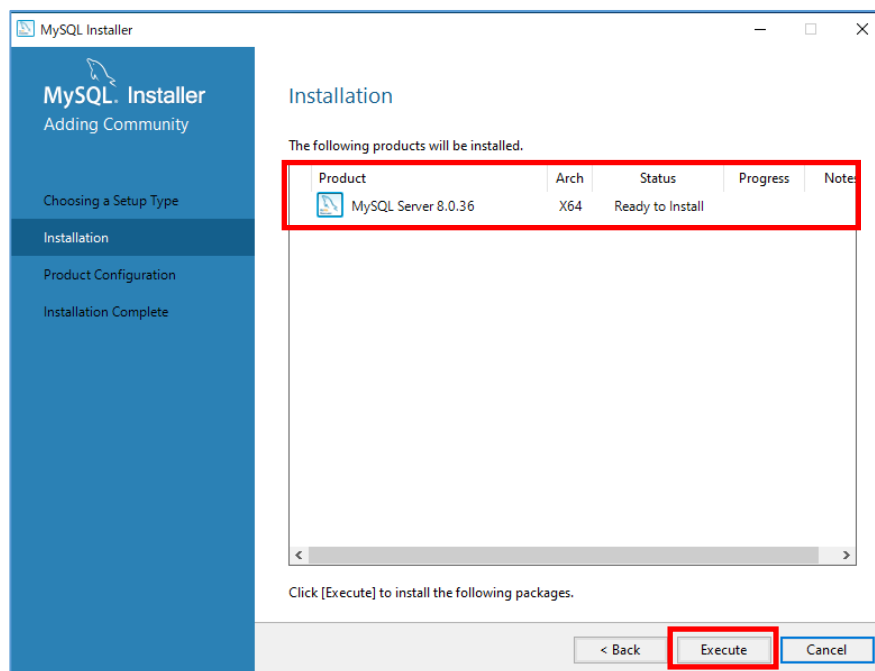 MySQL Installer
MySQL. Installer
Adding Community
Choosing a Setup Type
Installation
Product Configuration
Installation Complete
Installation
The following products will be installed.
Product Arch Status Progress Notes
MySQL Server 8.0.36 X64 Ready to Install
Click [Execute] to install the following packages.
< Back Execute Cancel